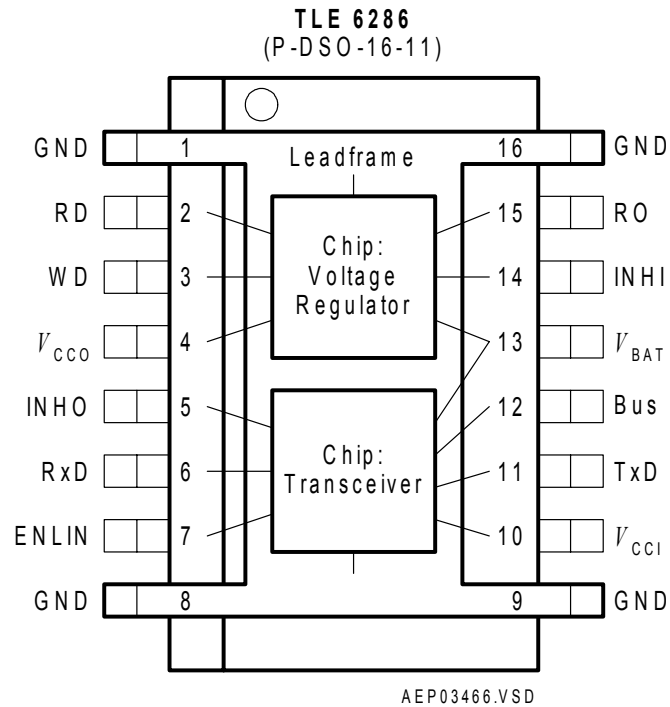 TLE 6286
(P-DSO-16-11)
GND 1 Leadframe 16 GND
RD 2 15 RO
Chip:
WD 3 Voltage 14 INHI
Regulator
VCCO 4 13 VBAT
INHO 5 12 Bus
Chip:
RxD 6 Transceiver 11 TxD
ENLIN 7 10 VCCI
GND 8 9 GND
AEP03466.VSD